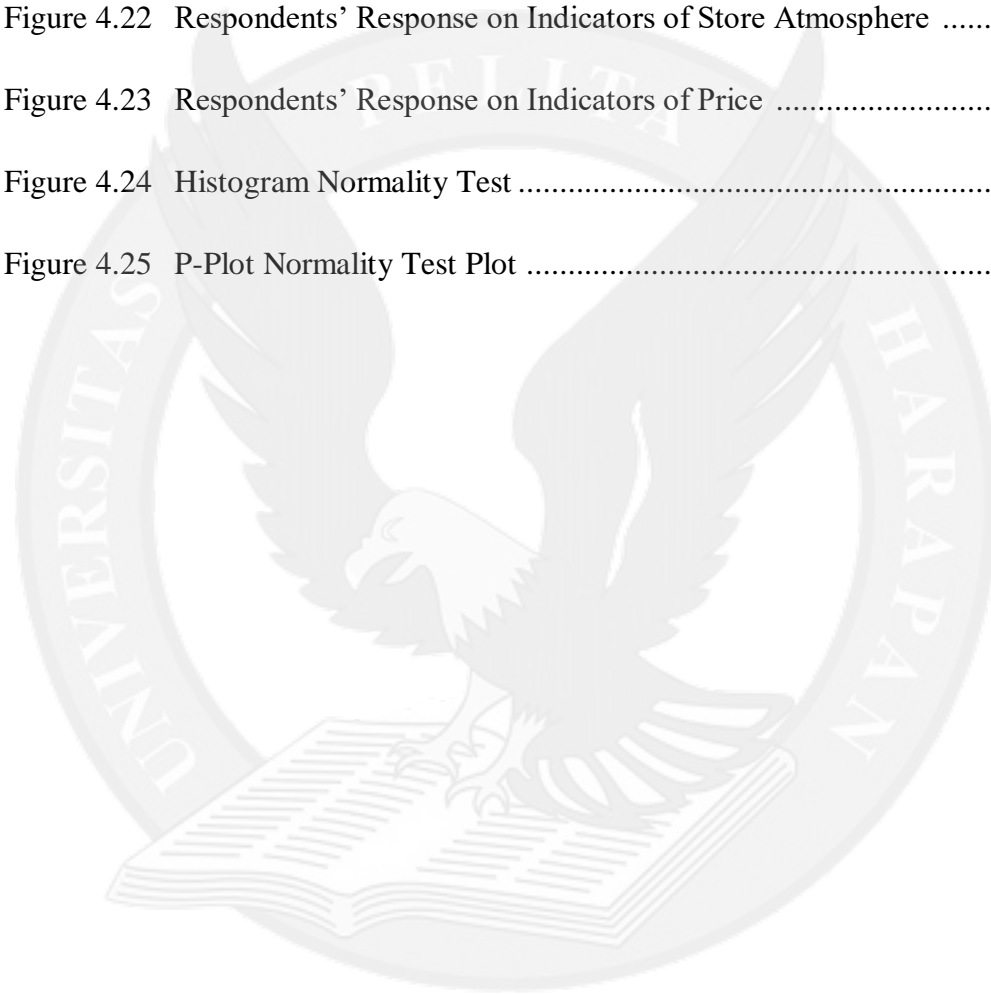 Figure 4.22 Respondents’ Response on Indicators of Store Atmosphere ......
Figure 4.23 Respondents’ Response on Indicators of Price ...........................
Figure 4.24 Histogram Normality Test ...........................................................
Figure 4.25 P-Plot Normality Test Plot ..........................................................
UNIVERSITAS PELITA HARAPAN